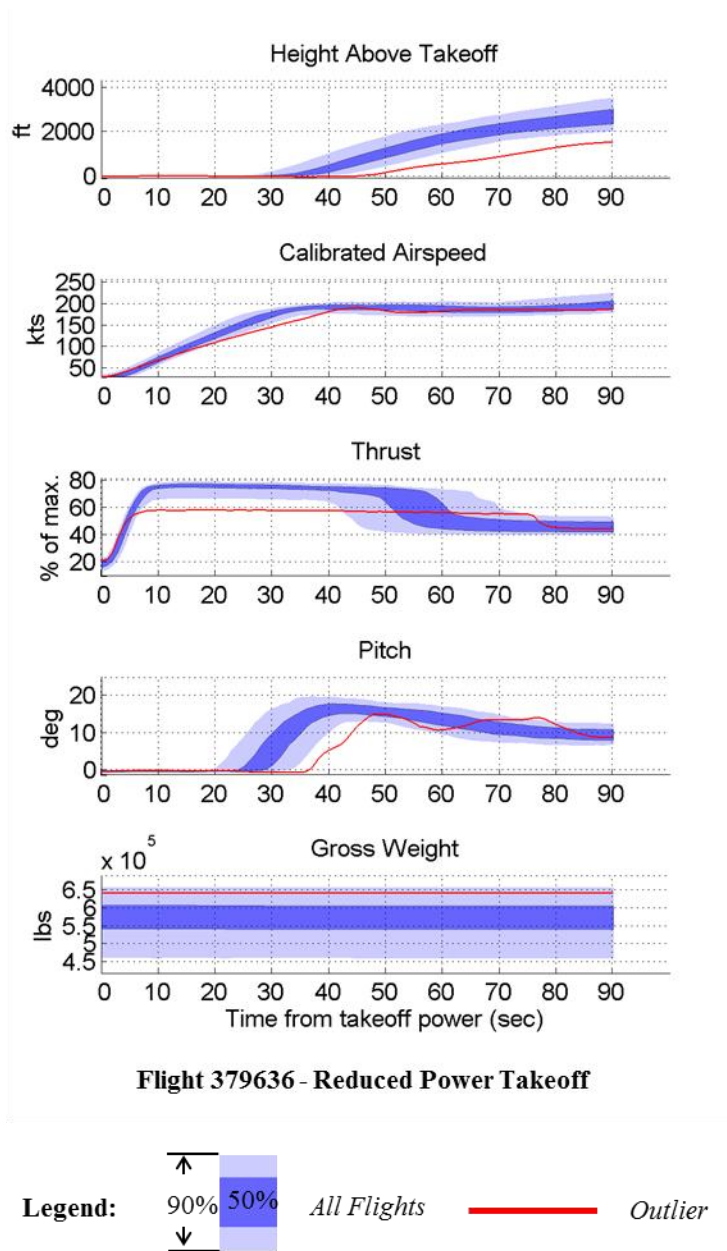 Height Above Takeoff
4000
2000
0
ft
0 10 20 30 40 50 60 70 80 90
Calibrated Airspeed
250
200
150
100
50
kts
0 10 20 30 40 50 60 70 80 90
Thrust
80
60
40
20
% of max.
0 10 20 30 40 50 60 70 80 90
Pitch
20
10
0
deg
0 10 20 30 40 50 60 70 80 90
x 10^5
Gross Weight
6.5
6
5.5
5
4.5
lbs
0 10 20 30 40 50 60 70 80 90
Time from takeoff power (sec)
Flight 379636 - Reduced Power Takeoff
Legend: 90% 50% All Flights Outlier